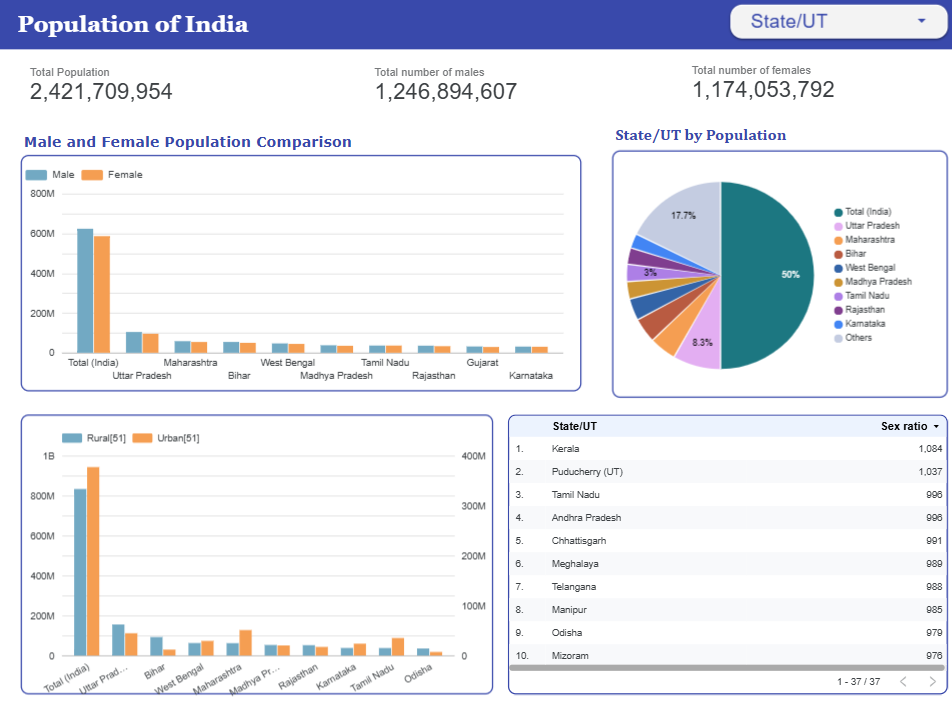 Population of India
State/UT
Total Population
2,421,709,954
Total number of males
1,246,894,607
Total number of females
1,174,053,792
Male and Female Population Comparison
Male Female
800M
600M
400M
200M
0
Total (India) Maharashtra West Bengal Tamil Nadu Gujarat
Uttar Pradesh Bihar Madhya Pradesh Rajasthan Karnataka
State/UT by Population
17.7%
3%
8.3%
50%
Total (India)
Uttar Pradesh
Maharashtra
Bihar
West Bengal
Madhya Pradesh
Tamil Nadu
Rajasthan
Karnataka
Others
Rural[51] Urban[51]
1B 400M
800M
300M
600M
200M
400M
100M
200M
0 0
Total (India) Uttar Prad... Bihar West Bengal Maharashtra Madhya Pr... Rajasthan Karnataka Tamil Nadu Odisha
State/UT Sex ratio
1. Kerala 1,084
2. Puducherry (UT) 1,037
3. Tamil Nadu 996
4. Andhra Pradesh 996
5. Chhattisgarh 991
6. Meghalaya 989
7. Telangana 988
8. Manipur 985
9. Odisha 979
10. Mizoram 976
1 - 37 / 37